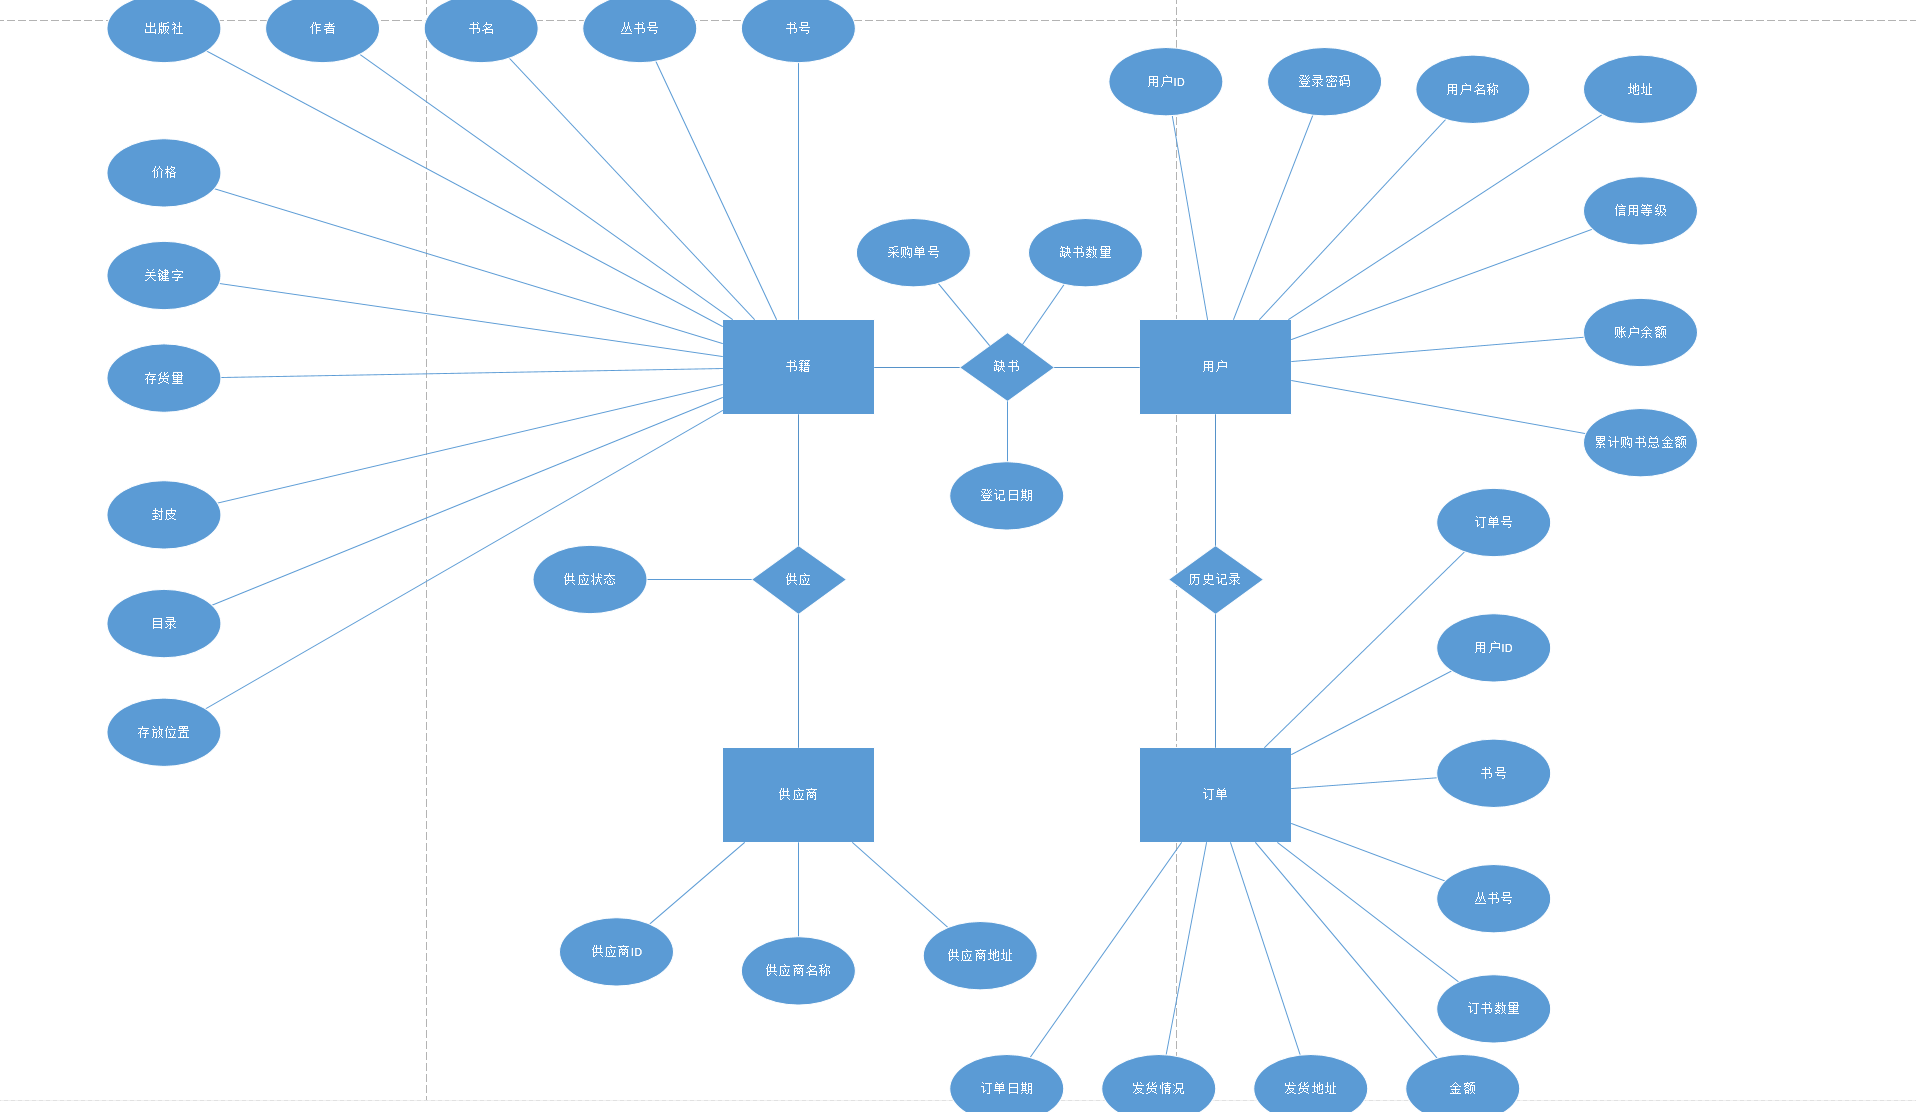 出版社
作者
书名
丛书号
书号
用户ID
登录密码
用户名称
地址
价格
信用等级
采购单号
缺书数量
关键字
账户余额
书籍
缺书
用户
存货量
累计购书总金额
登记日期
封皮
订单号
供应状态
供应
历史记录
目录
用户ID
存放位置
书号
供应商
订单
丛书号
供应商ID
供应商名称
供应商地址
订书数量
订单日期
发货情况
发货地址
金额